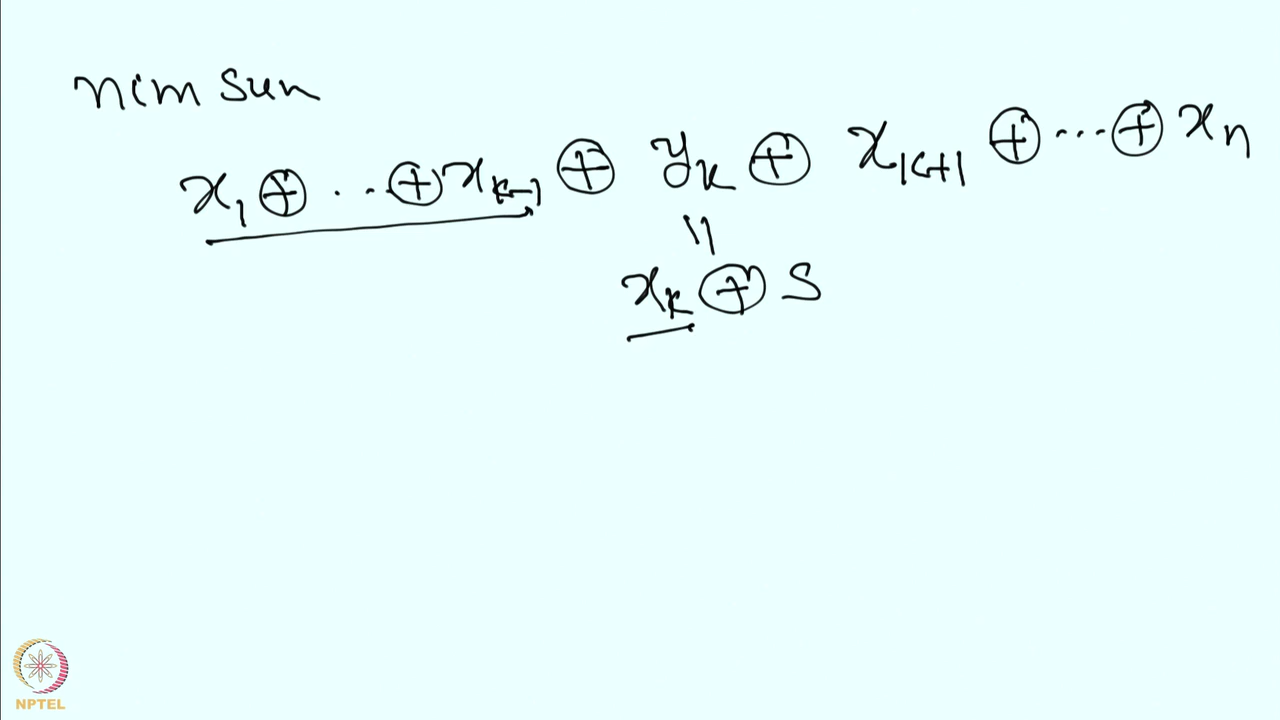 nim sum
x₁ ⊕ ... ⊕ xₖ₋₁ ⊕ yₖ ⊕ xₖ₊₁ ⊕ ... ⊕ xₙ
||
xₖ ⊕ s
NPTEL